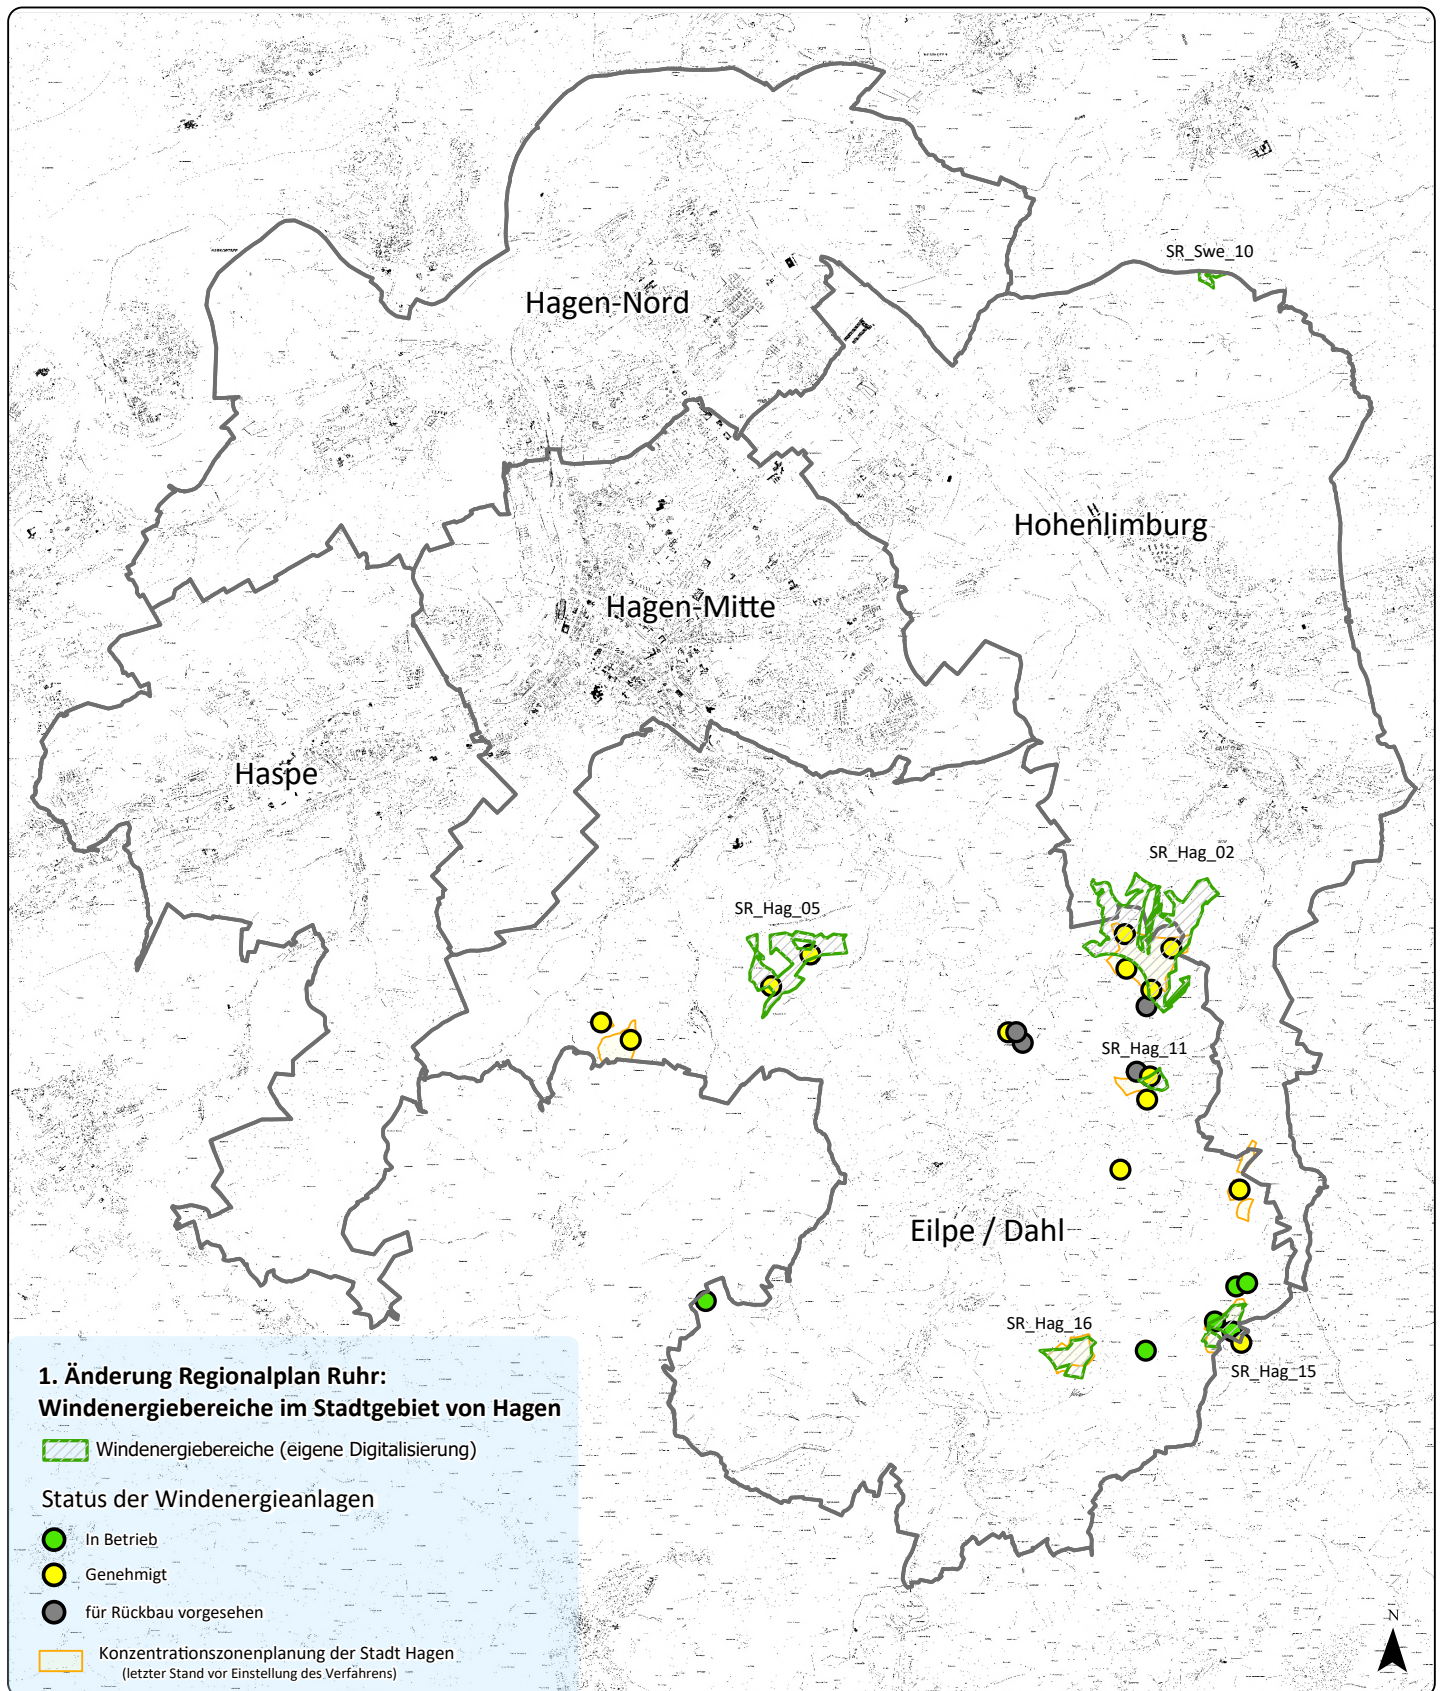 SR_Swe_10
Hagen-Nord
Hohenlimburg
Hagen-Mitte
Haspe
SR_Hag_02
SR_Hag_05
SR_Hag_11
Eilpe / Dahl
SR_Hag_16
SR_Hag_15
1. Änderung Regionalplan Ruhr:
Windenergiebereiche im Stadtgebiet von Hagen
Windenergiebereiche (eigene Digitalisierung)
Status der Windenergieanlagen
In Betrieb
Genehmigt
für Rückbau vorgesehen
Konzentrationszonenplanung der Stadt Hagen
(letzter Stand vor Einstellung des Verfahrens)
N